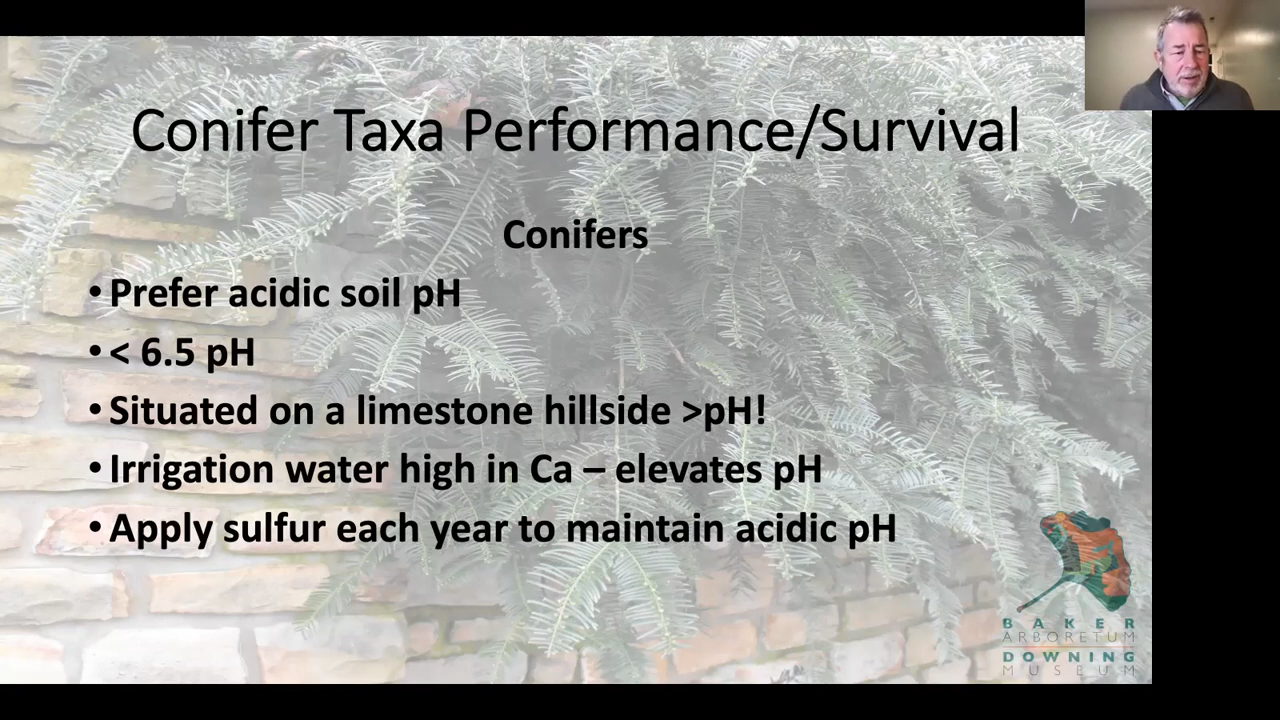 Conifer Taxa Performance/Survival
Conifers
• Prefer acidic soil pH
• < 6.5 pH
• Situated on a limestone hillside >pH!
• Irrigation water high in Ca – elevates pH
• Apply sulfur each year to maintain acidic pH
BAKER
ARBORETUM
DOWNING
MUSEUM